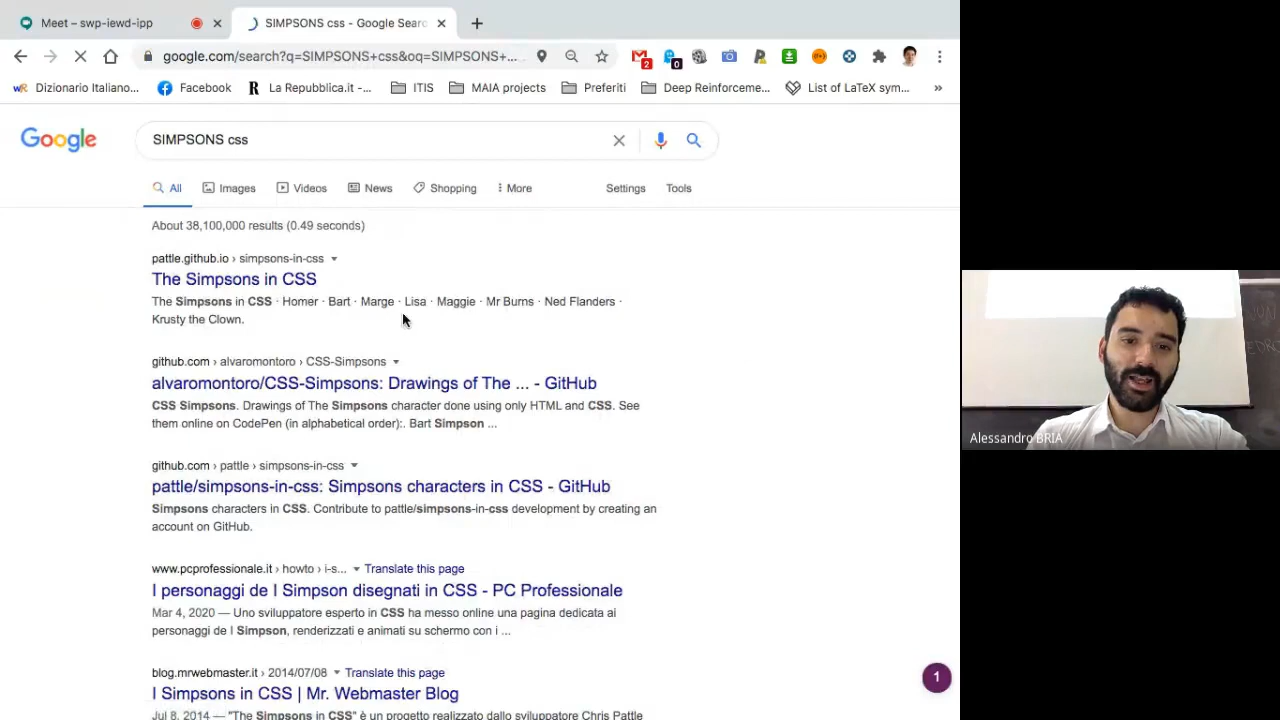 Meet – swp-iewd-ipp
SIMPSONS css - Google Searc
google.com/search?q=SIMPSONS+css&oq=SIMPSONS+...
2
0
Dizionario Italiano...
Facebook
La Repubblica.it -...
ITIS
MAIA projects
Preferiti
Deep Reinforceme...
List of LaTeX sym...
»
Google
SIMPSONS css
All
Images
Videos
News
Shopping
More
Settings
Tools
About 38,100,000 results (0.49 seconds)
pattle.github.io › simpsons-in-css
The Simpsons in CSS
The Simpsons in CSS · Homer · Bart · Marge · Lisa · Maggie · Mr Burns · Ned Flanders ·
Krusty the Clown.
github.com › alvaromontoro › CSS-Simpsons
alvaromontoro/CSS-Simpsons: Drawings of The ... - GitHub
CSS Simpsons. Drawings of The Simpsons character done using only HTML and CSS. See
them online on CodePen (in alphabetical order):. Bart Simpson ...
github.com › pattle › simpsons-in-css
pattle/simpsons-in-css: Simpsons characters in CSS - GitHub
Simpsons characters in CSS. Contribute to pattle/simpsons-in-css development by creating an
account on GitHub.
www.pcprofessionale.it › howto › i-s... Translate this page
I personaggi de I Simpson disegnati in CSS - PC Professionale
Mar 4, 2020 — Uno sviluppatore esperto in CSS ha messo online una pagina dedicata ai
personaggi de I Simpson, renderizzati e animati su schermo con i ...
blog.mrwebmaster.it › 2014/07/08 Translate this page
I Simpsons in CSS | Mr. Webmaster Blog
Jul 8, 2014 — "The Simpsons in CSS" è un progetto realizzato dallo sviluppatore Chris Pattle
1
Alessandro BRIA